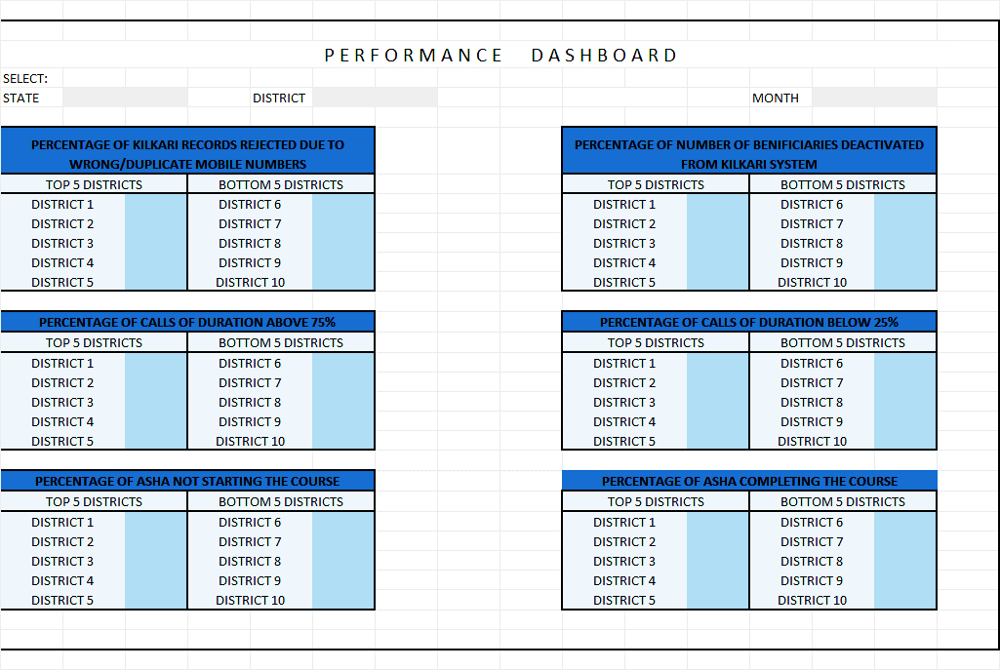 PERFORMANCE DASHBOARD
SELECT:
STATE DISTRICT MONTH
PERCENTAGE OF KILKARI RECORDS REJECTED DUE TO
WRONG/DUPLICATE MOBILE NUMBERS
TOP 5 DISTRICTS BOTTOM 5 DISTRICTS
DISTRICT 1 DISTRICT 6
DISTRICT 2 DISTRICT 7
DISTRICT 3 DISTRICT 8
DISTRICT 4 DISTRICT 9
DISTRICT 5 DISTRICT 10
PERCENTAGE OF NUMBER OF BENIFICIARIES DEACTIVATED
FROM KILKARI SYSTEM
TOP 5 DISTRICTS BOTTOM 5 DISTRICTS
DISTRICT 1 DISTRICT 6
DISTRICT 2 DISTRICT 7
DISTRICT 3 DISTRICT 8
DISTRICT 4 DISTRICT 9
DISTRICT 5 DISTRICT 10
PERCENTAGE OF CALLS OF DURATION ABOVE 75%
TOP 5 DISTRICTS BOTTOM 5 DISTRICTS
DISTRICT 1 DISTRICT 6
DISTRICT 2 DISTRICT 7
DISTRICT 3 DISTRICT 8
DISTRICT 4 DISTRICT 9
DISTRICT 5 DISTRICT 10
PERCENTAGE OF CALLS OF DURATION BELOW 25%
TOP 5 DISTRICTS BOTTOM 5 DISTRICTS
DISTRICT 1 DISTRICT 6
DISTRICT 2 DISTRICT 7
DISTRICT 3 DISTRICT 8
DISTRICT 4 DISTRICT 9
DISTRICT 5 DISTRICT 10
PERCENTAGE OF ASHA NOT STARTING THE COURSE
TOP 5 DISTRICTS BOTTOM 5 DISTRICTS
DISTRICT 1 DISTRICT 6
DISTRICT 2 DISTRICT 7
DISTRICT 3 DISTRICT 8
DISTRICT 4 DISTRICT 9
DISTRICT 5 DISTRICT 10
PERCENTAGE OF ASHA COMPLETING THE COURSE
TOP 5 DISTRICTS BOTTOM 5 DISTRICTS
DISTRICT 1 DISTRICT 6
DISTRICT 2 DISTRICT 7
DISTRICT 3 DISTRICT 8
DISTRICT 4 DISTRICT 9
DISTRICT 5 DISTRICT 10